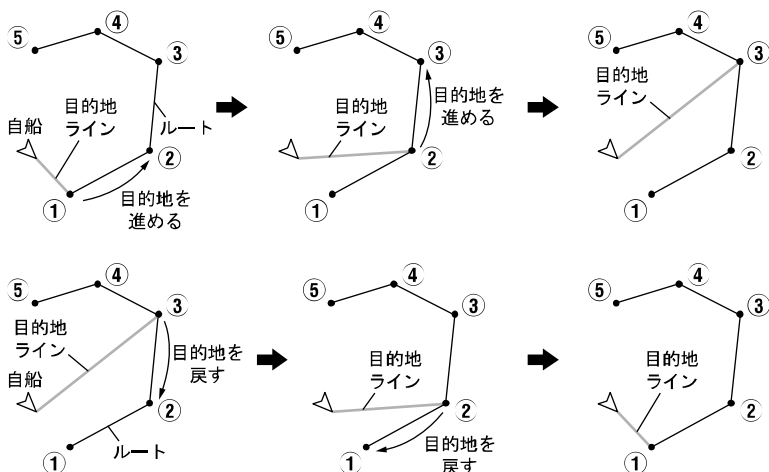 ④
⑤
③
目的地
ライン
自船
ルート
②
①
目的地を
進める
④
⑤
③
目的地を
進める
目的地
ライン
②
①
④
⑤
③
目的地
ライン
②
①
④
⑤
③
目的地
ライン
自船
目的地を
戻す
②
①
ルート
④
⑤
③
目的地
ライン
②
①
目的地を
戻す
④
⑤
③
目的地
ライン
②
①